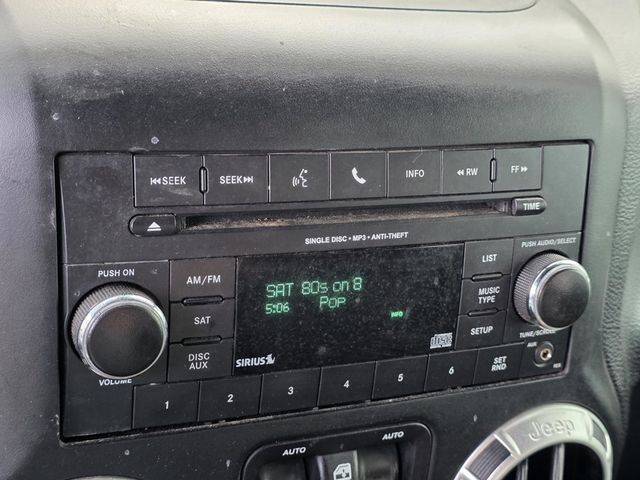 SEEK
SEEK
INFO
RW
FF
TIME
SINGLE DISC • MP3 • ANTI-THEFT
PUSH ON
VOLUME
AM/FM
SAT
DISC
AUX
SAT 80s on 8
5:06 Pop
INFO
SIRIUS
disc
LIST
MUSIC
TYPE
SETUP
PUSH AUDIO/SELECT
TUNE/SCROLL
AUX
1
2
3
4
5
6
SET
RND
AUTO
AUTO
Jeep